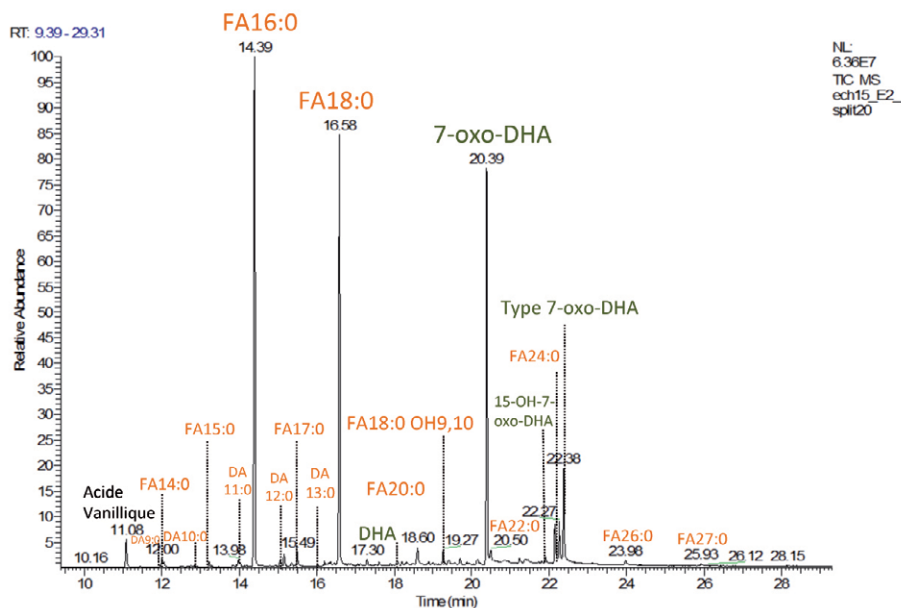 RT: 9.39 - 29.31
NL:
6.36E7
TIC MS
ech15_E2_
split20
FA16:0
14.39
FA18:0
16.58
7-oxo-DHA
20.39
Type 7-oxo-DHA
FA24:0
15-OH-7-
oxo-DHA
22.38
FA15:0
FA17:0
FA18:0 OH9,10
FA14:0
DA
11:0
DA
12:0
DA
13:0
FA20:0
Acide
Vanillique
11.08
DA9:0
DA10:0
DHA
FA22:0
22.27
FA26:0
FA27:0
10.16
12.00
13.98
15.49
17.30
18.60
19.27
20.50
23.98
25.93
26.12
28.15
Relative Abundance
100
95
90
85
80
75
70
65
60
55
50
45
40
35
30
25
20
15
10
5
10
12
14
16
18
20
22
24
26
28
Time (min)